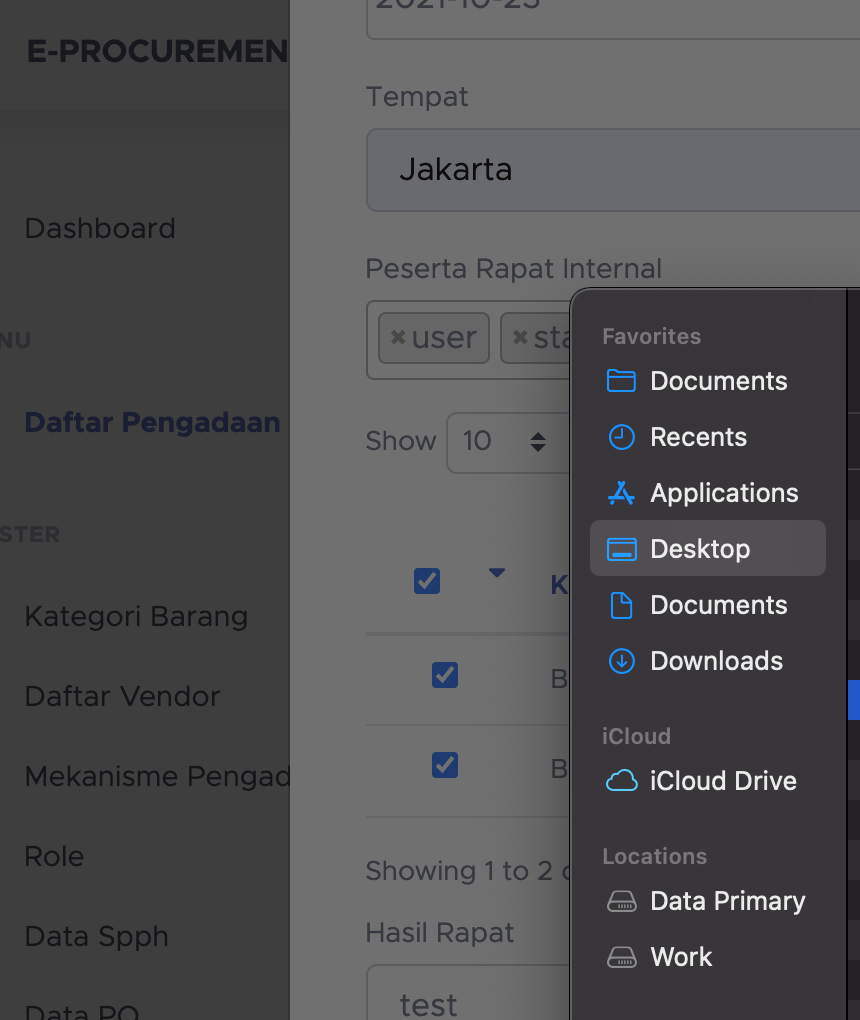 2021-10-23
E-PROCUREMEN
Tempat
Jakarta
Dashboard
Peserta Rapat Internal
× user × sta
NU
Daftar Pengadaan
Show 10
STER
K
Kategori Barang
B
Daftar Vendor
B
Mekanisme Pengad
Role
Showing 1 to 2 o
Data Spph
Hasil Rapat
Data PO
test
Favorites
Documents
Recents
Applications
Desktop
Documents
Downloads
iCloud
iCloud Drive
Locations
Data Primary
Work